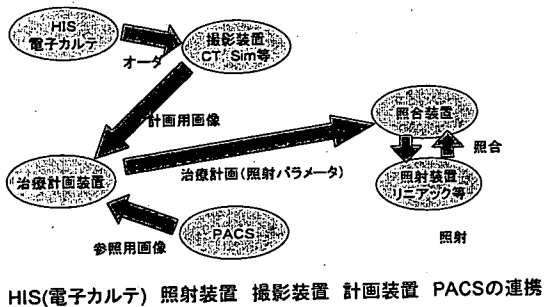 HIS
電子カルテ
オーダ
撮影装置
CT Sim等
計画用画像
照合装置
照合
治療計画(照射パラメータ)
治療計画装置
照射装置
リニアック等
照射
参照用画像
PACS
HIS(電子カルテ) 照射装置 撮影装置 計画装置 PACSの連携